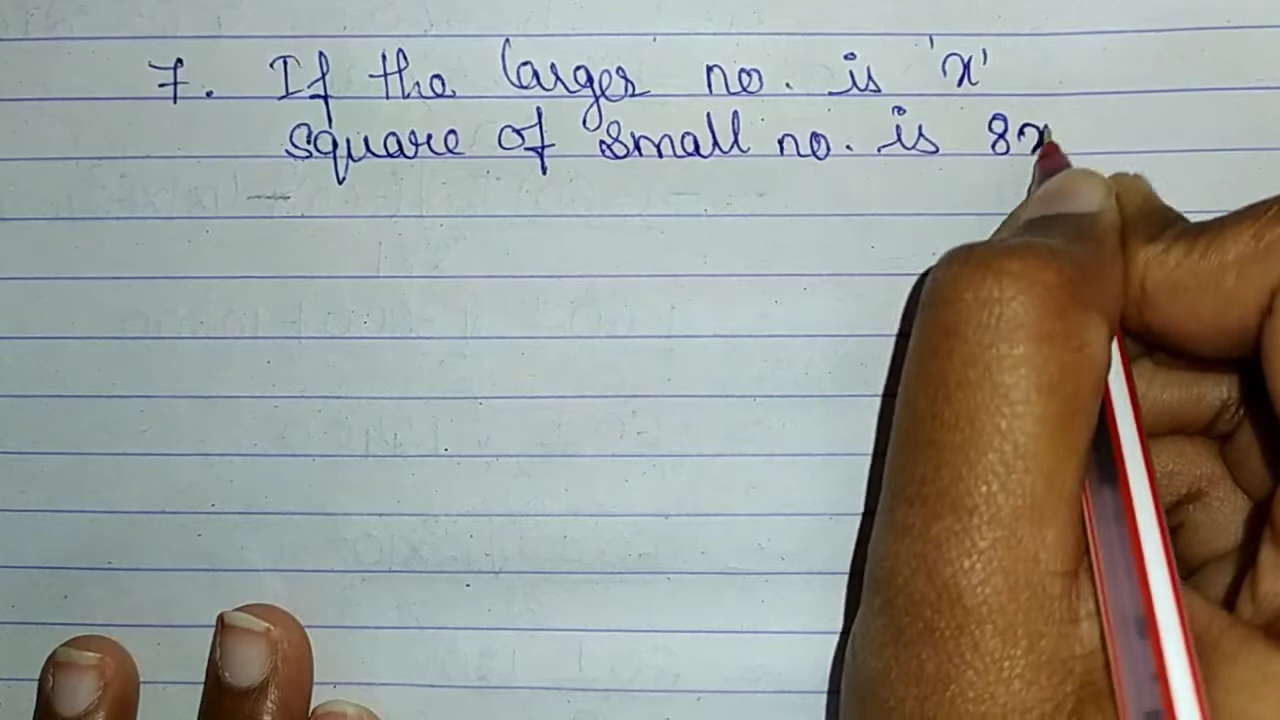 7. If the larger no. is 'x'
square of small no. is 8x